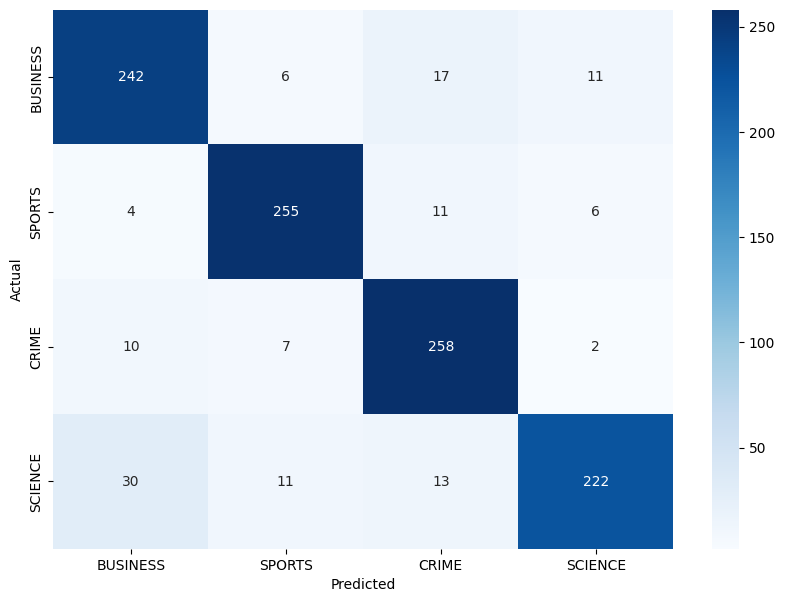 BUSINESS 242 6 17 11
SPORTS 4 255 11 6
CRIME 10 7 258 2
SCIENCE 30 11 13 222
BUSINESS SPORTS CRIME SCIENCE
Predicted
Actual
250
200
150
100
50